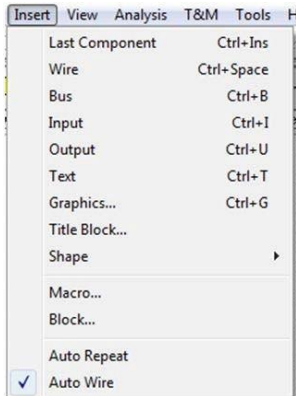 Insert View Analysis T&M Tools H
Last Component Ctrl+Ins
Wire Ctrl+Space
Bus Ctrl+B
Input Ctrl+I
Output Ctrl+U
Text Ctrl+T
Graphics... Ctrl+G
Title Block...
Shape
Macro...
Block...
Auto Repeat
Auto Wire